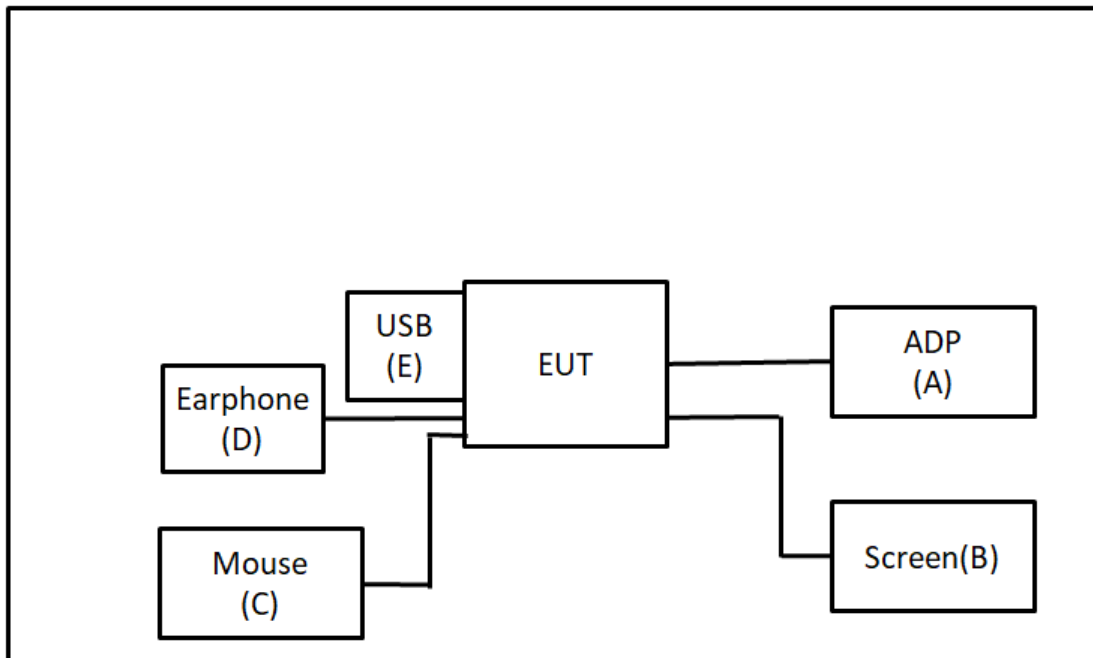 USB
(E)
EUT
ADP
(A)
Earphone
(D)
Mouse
(C)
Screen(B)